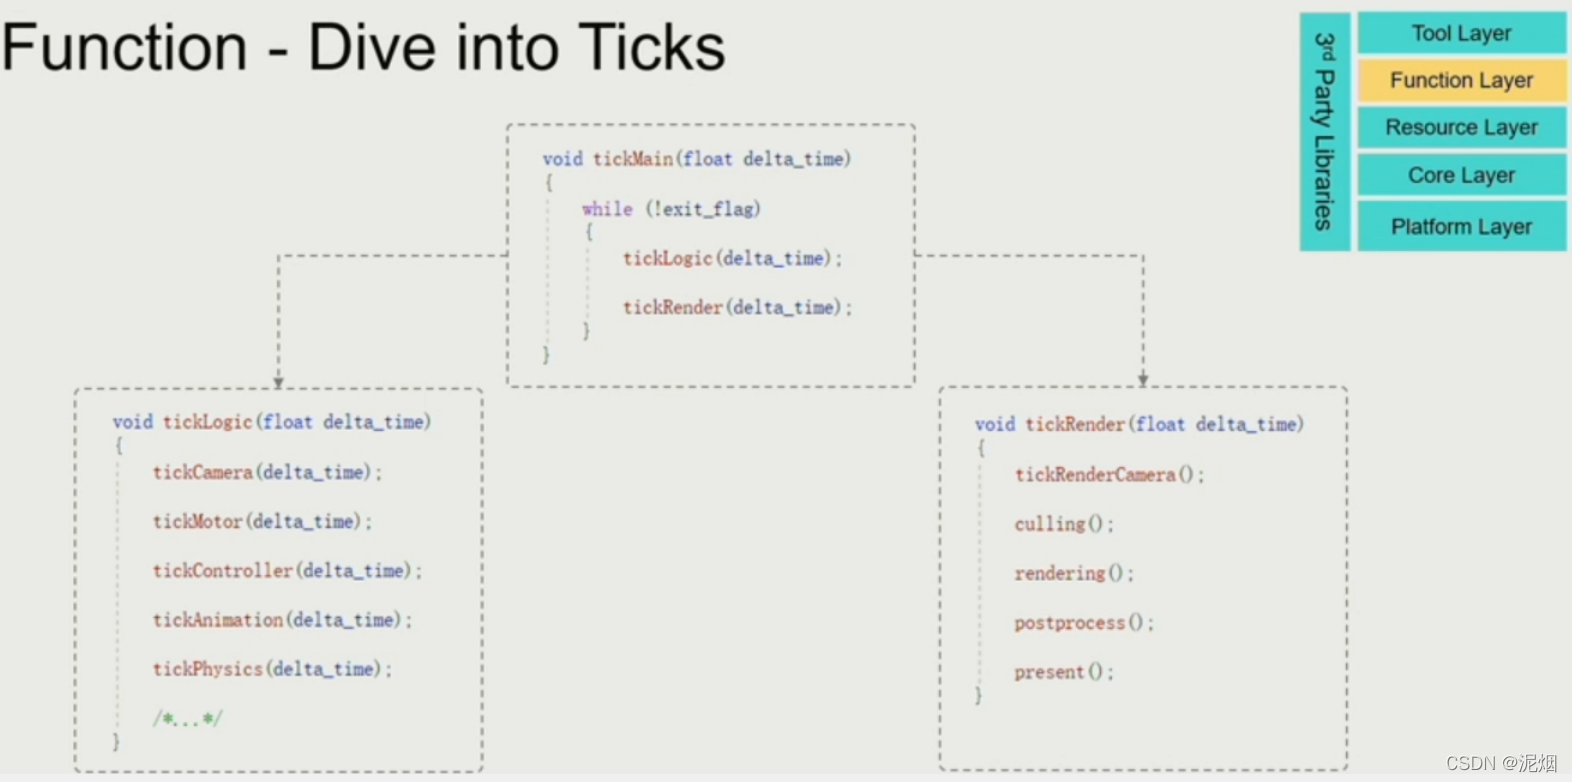 Function - Dive into Ticks
3rd Party Libraries
Tool Layer
Function Layer
Resource Layer
Core Layer
Platform Layer
void tickMain(float delta_time)
{
while (!exit_flag)
{
tickLogic(delta_time);
tickRender(delta_time);
}
}
void tickLogic(float delta_time)
{
tickCamera(delta_time);
tickMotor(delta_time);
tickController(delta_time);
tickAnimation(delta_time);
tickPhysics(delta_time);
/*...*/
}
void tickRender(float delta_time)
{
tickRenderCamera();
culling();
rendering();
postprocess();
present();
}
CSDN @泥烟